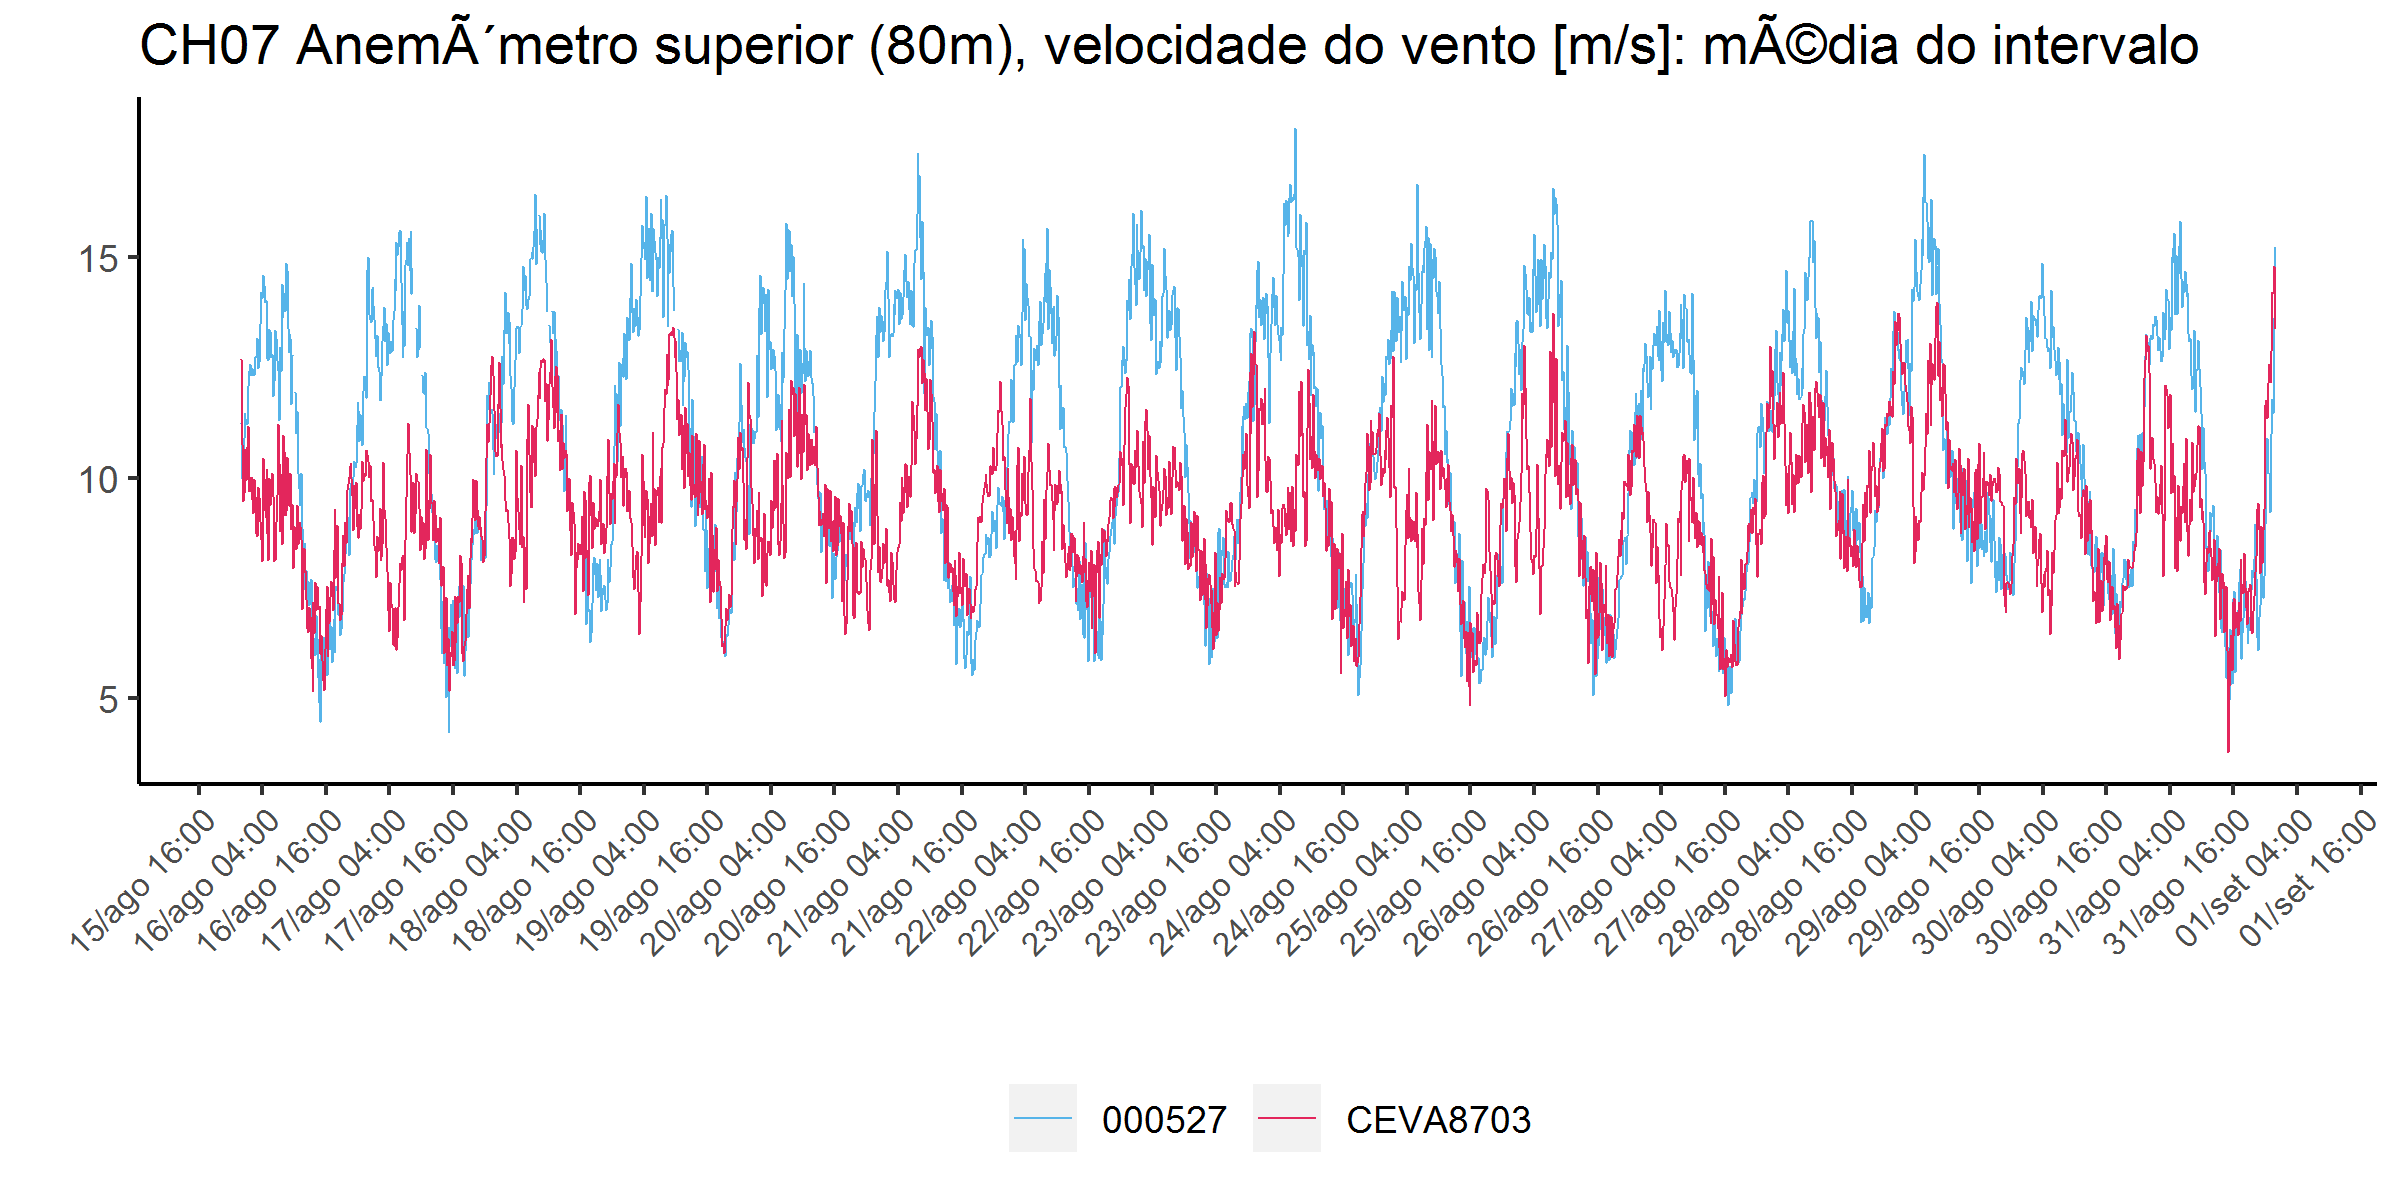 CH07 AnemÃ´metro superior (80m), velocidade do vento [m/s]: mÃ©dia do intervalo
15
10
5
15/ago 16:00
16/ago 04:00
16/ago 16:00
17/ago 04:00
17/ago 16:00
18/ago 04:00
18/ago 16:00
19/ago 04:00
19/ago 16:00
20/ago 04:00
20/ago 16:00
21/ago 04:00
21/ago 16:00
22/ago 04:00
22/ago 16:00
23/ago 04:00
23/ago 16:00
24/ago 04:00
24/ago 16:00
25/ago 04:00
25/ago 16:00
26/ago 04:00
26/ago 16:00
27/ago 04:00
27/ago 16:00
28/ago 04:00
28/ago 16:00
29/ago 04:00
29/ago 16:00
30/ago 04:00
30/ago 16:00
31/ago 04:00
31/ago 16:00
01/set 04:00
01/set 16:00
000527
CEVA8703